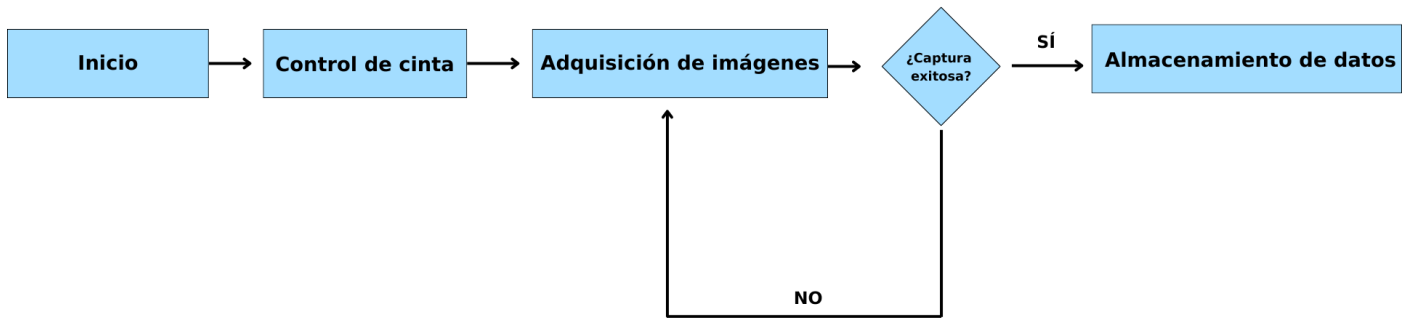 Inicio
Control de cinta
Adquisición de imágenes
¿Captura
exitosa?
SÍ
Almacenamiento de datos
NO